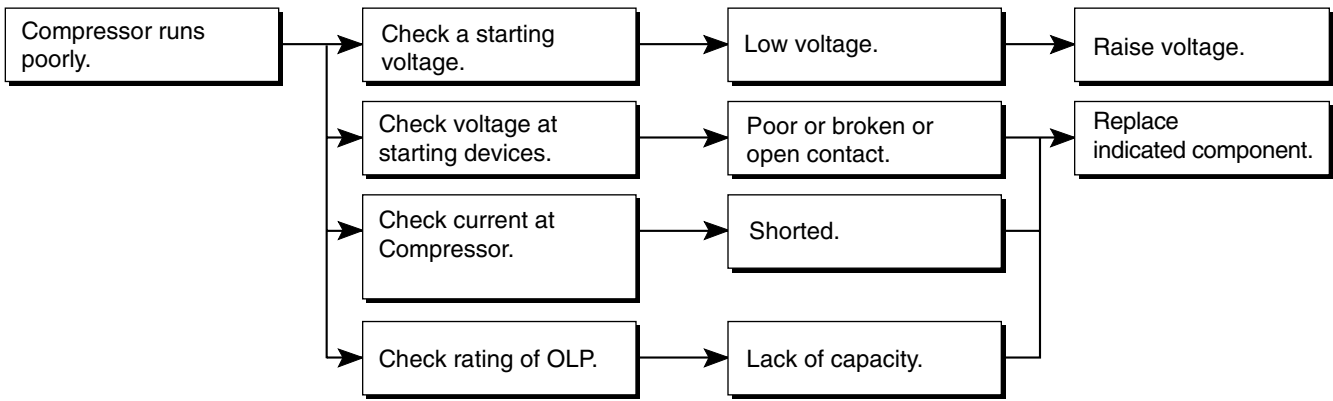 Compressor runs
poorly.
Check a starting
voltage.
Low voltage.
Raise voltage.
Check voltage at
starting devices.
Poor or broken or
open contact.
Replace
indicated component.
Check current at
Compressor.
Shorted.
Check rating of OLP.
Lack of capacity.